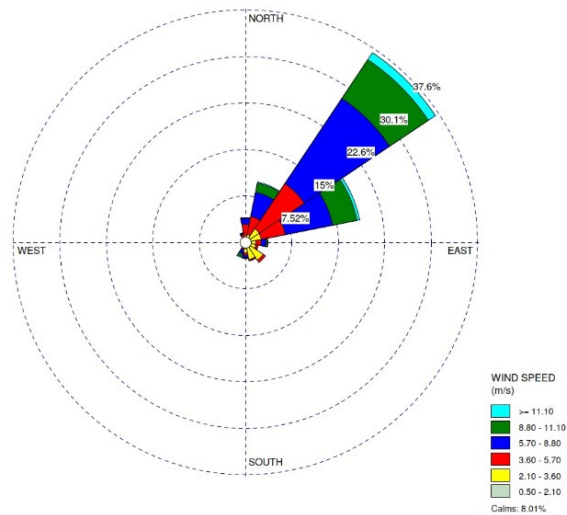 NORTH
37.6%
30.1%
22.6%
15%
7.52%
WEST
EAST
SOUTH
WIND SPEED
(m/s)
>= 11.10
8.80 - 11.10
5.70 - 8.80
3.60 - 5.70
2.10 - 3.60
0.50 - 2.10
Calms: 8.01%